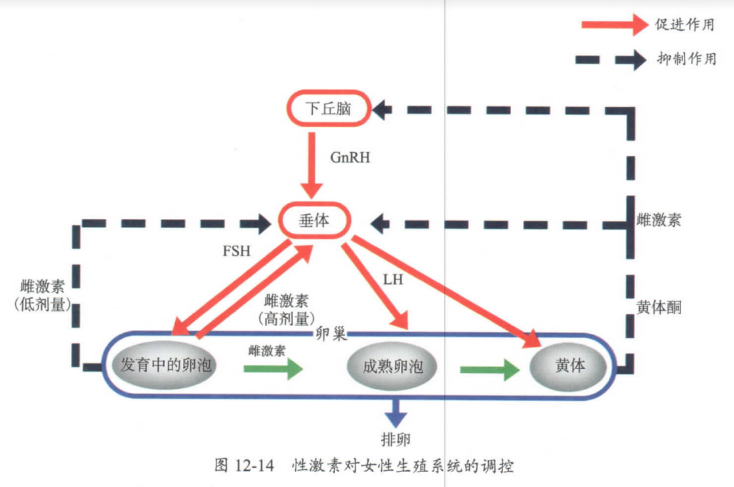 促进作用
抑制作用
下丘脑
GnRH
垂体
雌激素
FSH
LH
雌激素
(低剂量)
雌激素
(高剂量)
黄体酮
卵巢
雌激素
发育中的卵泡
成熟卵泡
黄体
排卵
图 12-14 性激素对女性生殖系统的调控